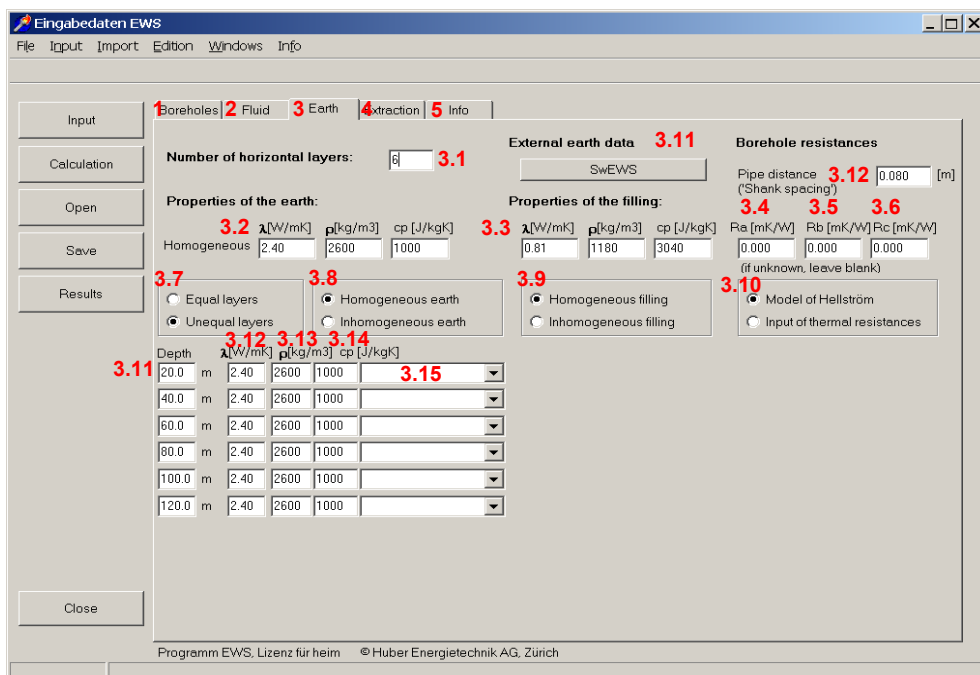 Eingabedaten EWS
File Input Import Edition Windows Info
1 Boreholes 2 Fluid 3 Earth 4 Extraction 5 Info
Input
Calculation
Open
Save
Results
Close
Number of horizontal layers: 6 3.1
External earth data 3.11
SwEWS
Borehole resistances
Pipe distance 3.12 0.080 [m]
('Shank spacing')
Properties of the earth:
3.2 λ[W/mK] ρ[kg/m3] cp [J/kgK]
Homogeneous 2.40 2600 1000
Properties of the filling:
3.3 λ[W/mK] ρ[kg/m3] cp [J/kgK]
0.81 1180 3040
3.4 3.5 3.6
Ra [mK/W] Rb [mK/W] Rc [mK/W]
0.000 0.000 0.000
(if unknown, leave blank)
3.7
Equal layers
Unequal layers
3.8
Homogeneous earth
Inhomogeneous earth
3.9
Homogeneous filling
Inhomogeneous filling
3.10
Model of Hellström
Input of thermal resistances
3.12 3.13 3.14
Depth λ[W/mK] ρ[kg/m3] cp [J/kgK]
3.11 20.0 m 2.40 2600 1000 3.15
40.0 m 2.40 2600 1000
60.0 m 2.40 2600 1000
80.0 m 2.40 2600 1000
100.0 m 2.40 2600 1000
120.0 m 2.40 2600 1000
Programm EWS, Lizenz für heim © Huber Energietechnik AG, Zürich